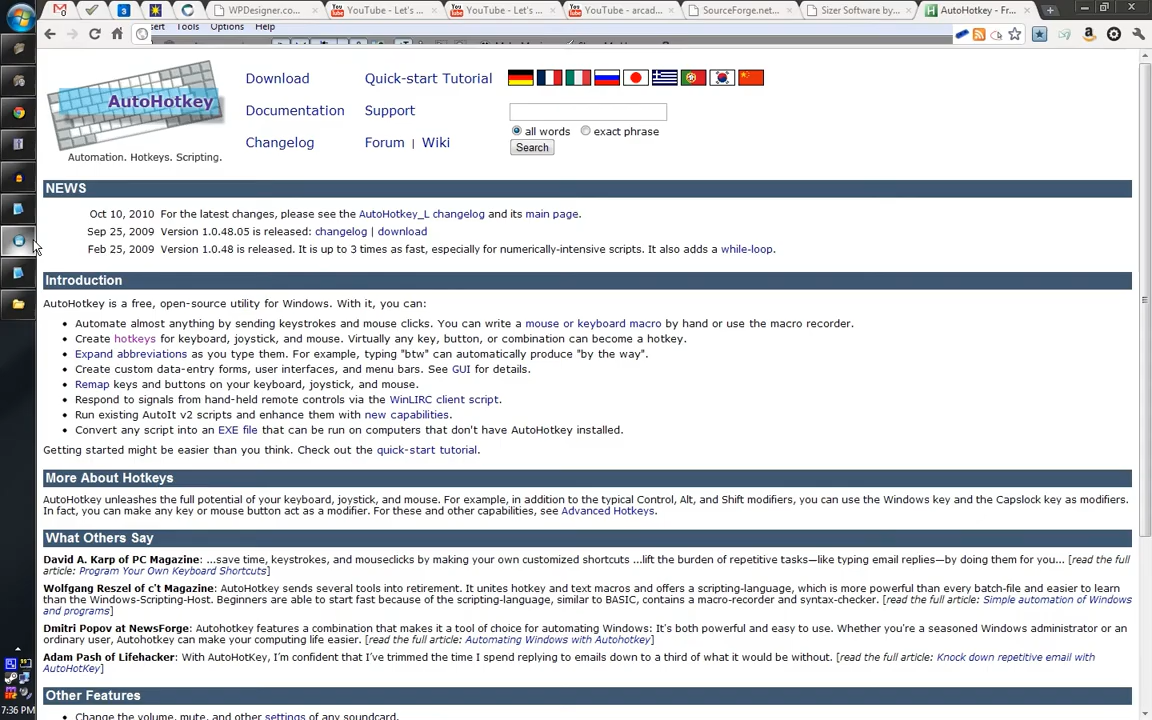 WPDesigner.co...
YouTube - Let's ...
YouTube - Let's ...
YouTube - arcad...
SourceForge.net...
Sizer Software by...
AutoHotkey - Fr...
3
Tools Options Help
AutoHotkey
Automation. Hotkeys. Scripting.
Download Quick-start Tutorial
Documentation Support
Changelog Forum | Wiki
all words exact phrase
Search
NEWS
Oct 10, 2010 For the latest changes, please see the AutoHotkey_L changelog and its main page.
Sep 25, 2009 Version 1.0.48.05 is released: changelog | download
Feb 25, 2009 Version 1.0.48 is released. It is up to 3 times as fast, especially for numerically-intensive scripts. It also adds a while-loop.
Introduction
AutoHotkey is a free, open-source utility for Windows. With it, you can:
• Automate almost anything by sending keystrokes and mouse clicks. You can write a mouse or keyboard macro by hand or use the macro recorder.
• Create hotkeys for keyboard, joystick, and mouse. Virtually any key, button, or combination can become a hotkey.
• Expand abbreviations as you type them. For example, typing "btw" can automatically produce "by the way".
• Create custom data-entry forms, user interfaces, and menu bars. See GUI for details.
• Remap keys and buttons on your keyboard, joystick, and mouse.
• Respond to signals from hand-held remote controls via the WinLIRC client script.
• Run existing AutoIt v2 scripts and enhance them with new capabilities.
• Convert any script into an EXE file that can be run on computers that don't have AutoHotkey installed.
Getting started might be easier than you think. Check out the quick-start tutorial.
More About Hotkeys
AutoHotkey unleashes the full potential of your keyboard, joystick, and mouse. For example, in addition to the typical Control, Alt, and Shift modifiers, you can use the Windows key and the Capslock key as modifiers.
In fact, you can make any key or mouse button act as a modifier. For these and other capabilities, see Advanced Hotkeys.
What Others Say
David A. Karp of PC Magazine: ...save time, keystrokes, and mouseclicks by making your own customized shortcuts ...lift the burden of repetitive tasks—like typing email replies—by doing them for you... [read the full
article: Program Your Own Keyboard Shortcuts]
Wolfgang Reszel of c't Magazine: AutoHotkey sends several tools into retirement. It unites hotkey and text macros and offers a scripting-language, which is more powerful than every batch-file and easier to learn
than the Windows-Scripting-Host. Beginners are able to start fast because of the scripting-language, similar to BASIC, contains a macro-recorder and syntax-checker. [read the full article: Simple automation of Windows
and programs]
Dmitri Popov at NewsForge: Autohotkey features a combination that makes it a tool of choice for automating Windows: It's both powerful and easy to use. Whether you're a seasoned Windows administrator or an
ordinary user, Autohotkey can make your computing life easier. [read the full article: Automating Windows with Autohotkey]
Adam Pash of Lifehacker: With AutoHotKey, I'm confident that I've trimmed the time I spend replying to emails down to a third of what it would be without. [read the full article: Knock down repetitive email with
AutoHotKey]
Other Features
• Change the volume, mute, and other settings of any soundcard.
7:36 PM